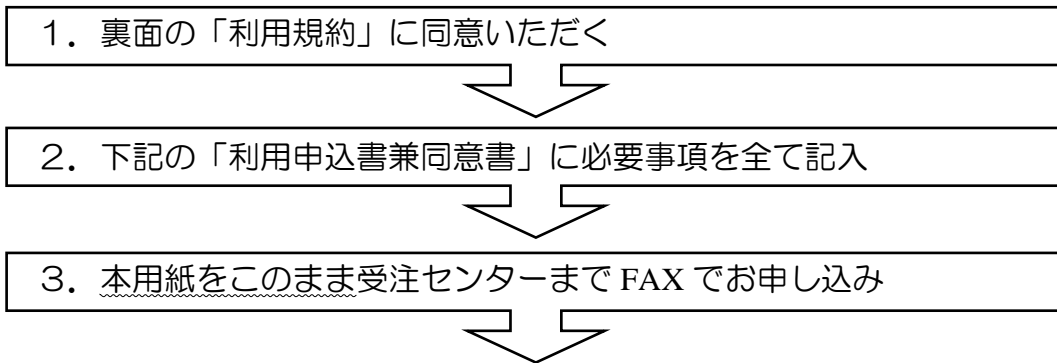 １．裏面の「利用規約」に同意いただく
２．下記の「利用申込書兼同意書」に必要事項を全て記入
３．本用紙をこのまま受注センターまで FAX でお申し込み